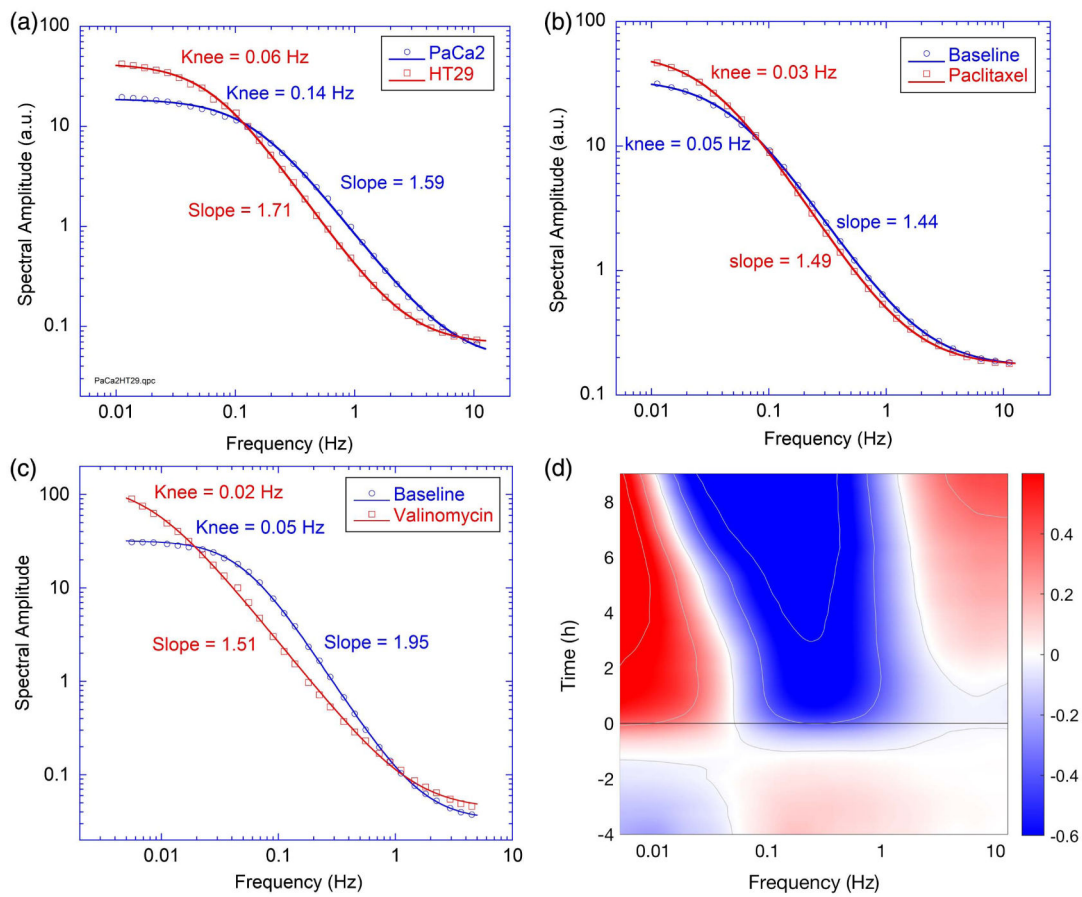 (a)
100
10
1
0.1
Spectral Amplitude (a.u.)
Knee = 0.06 Hz
Knee = 0.14 Hz
PaCa2
HT29
Slope = 1.59
Slope = 1.71
PaCa2HT29.qpc
0.01
0.1
1
10
Frequency (Hz)
(b)
100
10
1
0.1
Spectral Amplitude (a.u.)
knee = 0.03 Hz
knee = 0.05 Hz
Baseline
Paclitaxel
slope = 1.44
slope = 1.49
0.01
0.1
1
10
Frequency (Hz)
(c)
100
10
1
0.1
Spectral Amplitude
Knee = 0.02 Hz
Knee = 0.05 Hz
Baseline
Valinomycin
Slope = 1.51
Slope = 1.95
0.01
0.1
1
10
Frequency (Hz)
(d)
8
6
4
2
0
-2
-4
Time (h)
0.01
0.1
1
10
Frequency (Hz)
0.4
0.2
0
-0.2
-0.4
-0.6